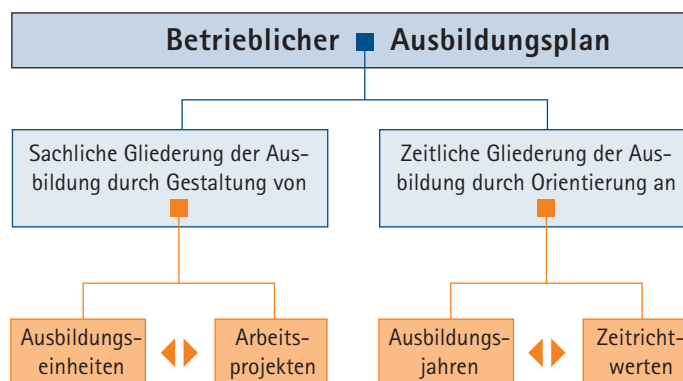 Betrieblicher Ausbildungsplan
Sachliche Gliederung der Aus-
bildung durch Gestaltung von
Zeitliche Gliederung der Aus-
bildung durch Orientierung an
Ausbildungs-
einheiten
Arbeits-
projekten
Ausbildungs-
jahren
Zeitricht-
werten